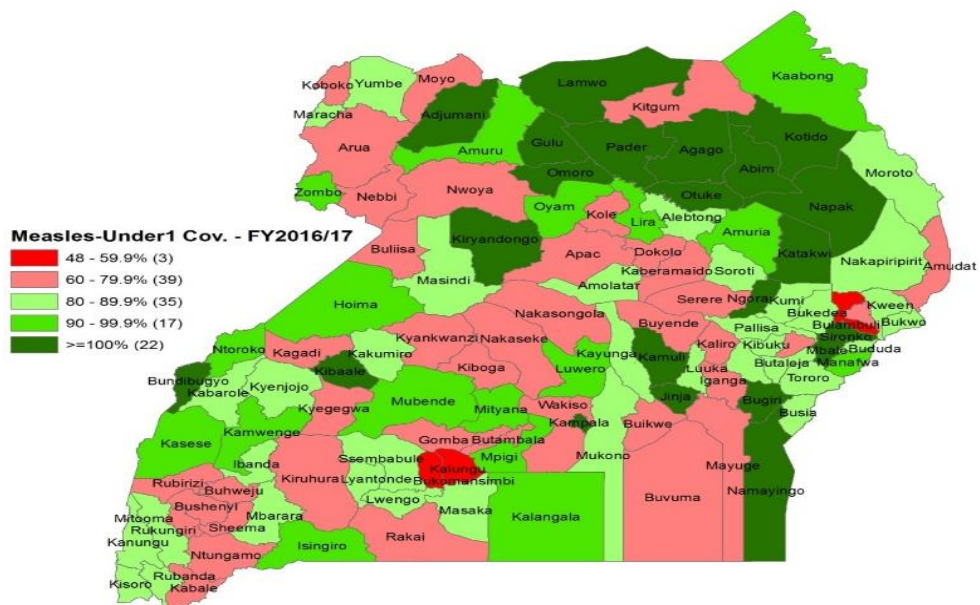 Kaabong
Koboko
Yumbe
Moyo
Lamwo
Kitgum
Maracha
Adjumani
Kotido
Arua
Amuru
Gulu
Pader
Agago
Abim
Moroto
Zombo
Nebbi
Nwoya
Omoro
Otuke
Napak
Oyam
Kole
Lira
Alebtong
Amuria
Measles-Under1 Cov. - FY2016/17
48 - 59.9% (3)
60 - 79.9% (39)
80 - 89.9% (35)
90 - 99.9% (17)
>=100% (22)
Buliisa
Kiryandongo
Apac
Dokolo
Katakwi
Nakapiripirit
Amudat
Masindi
Kaberamaido
Soroti
Amolatar
Hoima
Nakasongola
Serere
Ngora
Kumi
Bukedea
Kween
Bukwo
Bulambuli
Sironko
Ntoroko
Kagadi
Kyankwanzi
Nakaseke
Buyende
Pallisa
Kakumiro
Kayunga
Kaliro
Kibuku
Mbale
Bududa
Manafwa
Bundibugyo
Kibaale
Kiboga
Luwero
Kamuli
Luuka
Iganga
Butaleja
Tororo
Kabarole
Kyenjojo
Kyegegwa
Mubende
Mityana
Wakiso
Jinja
Bugiri
Busia
Kasese
Kamwenge
Kampala
Buikwe
Gomba
Butambala
Mpigi
Mukono
Mayuge
Namayingo
Ibanda
Ssembabule
Kalungu
Bukomansimbi
Rubirizi
Buhweju
Kiruhura
Lyantonde
Lwengo
Masaka
Kalangala
Buvuma
Mitooma
Bushenyi
Rukungiri
Sheema
Mbarara
Kanungu
Ntungamo
Isingiro
Rakai
Kisoro
Rubanda
Kabale